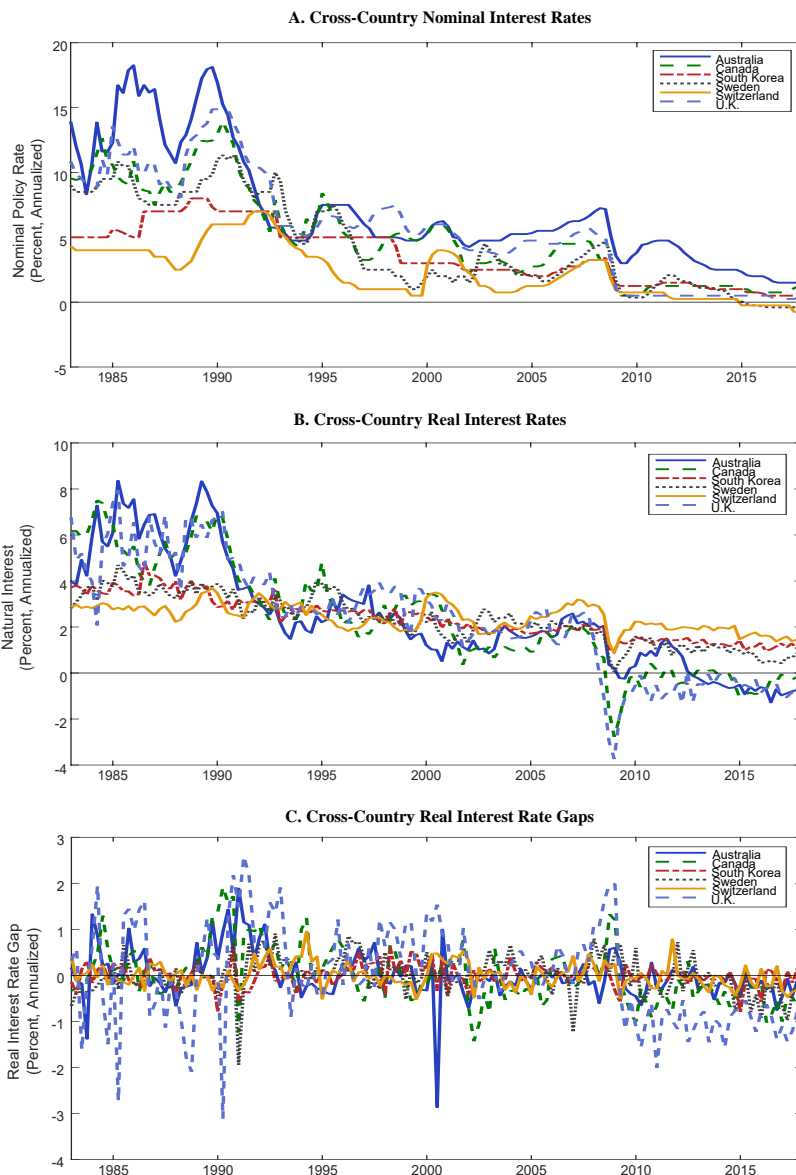 A. Cross-Country Nominal Interest Rates
20
15
10
5
0
-5
Nominal Policy Rate
(Percent, Annualized)
Australia
Canada
South Korea
Sweden
Switzerland
U.K.
1985 1990 1995 2000 2005 2010 2015
B. Cross-Country Real Interest Rates
10
8
6
4
2
0
-2
-4
Natural Interest
(Percent, Annualized)
Australia
Canada
South Korea
Sweden
Switzerland
U.K.
1985 1990 1995 2000 2005 2010 2015
C. Cross-Country Real Interest Rate Gaps
3
2
1
0
-1
-2
-3
-4
Real Interest Rate Gap
(Percent, Annualized)
Australia
Canada
South Korea
Sweden
Switzerland
U.K.
1985 1990 1995 2000 2005 2010 2015